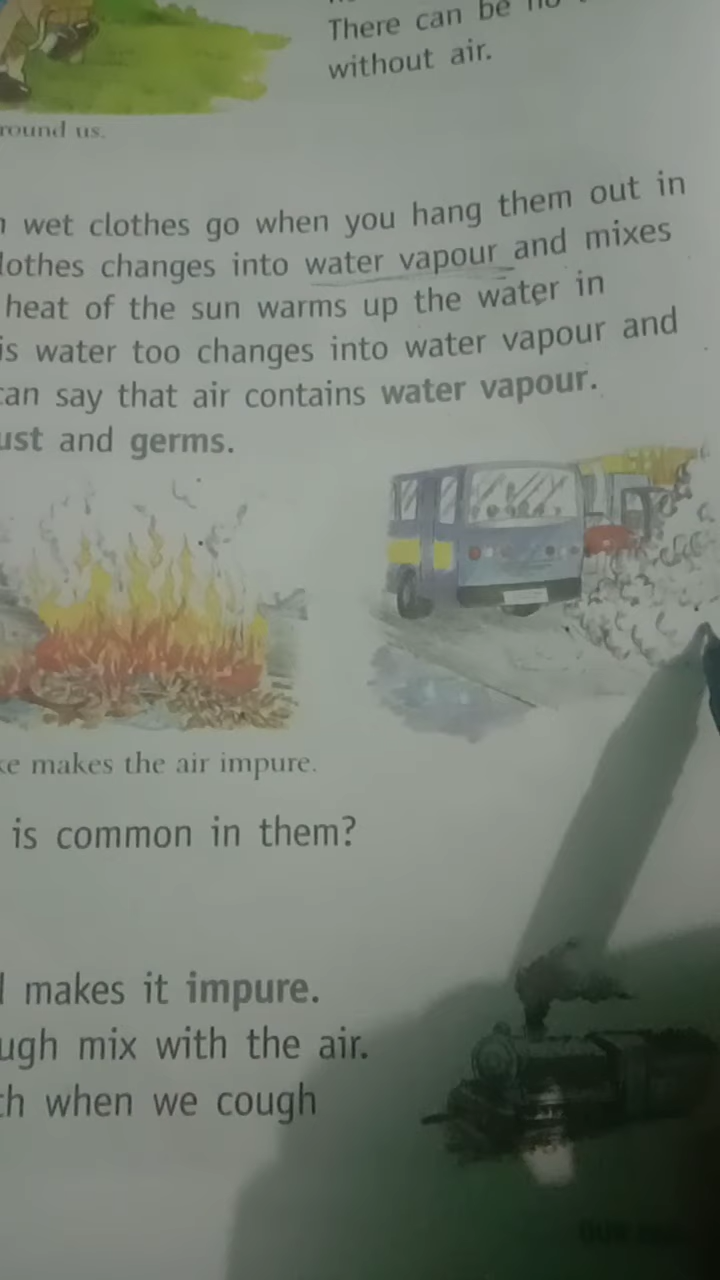 There can be no
without air.
round us.
wet clothes go when you hang them out in
lothes changes into water vapour and mixes
heat of the sun warms up the water in
is water too changes into water vapour and
can say that air contains water vapour.
ust and germs.
ke makes the air impure.
is common in them?
makes it impure.
ugh mix with the air.
ch when we cough